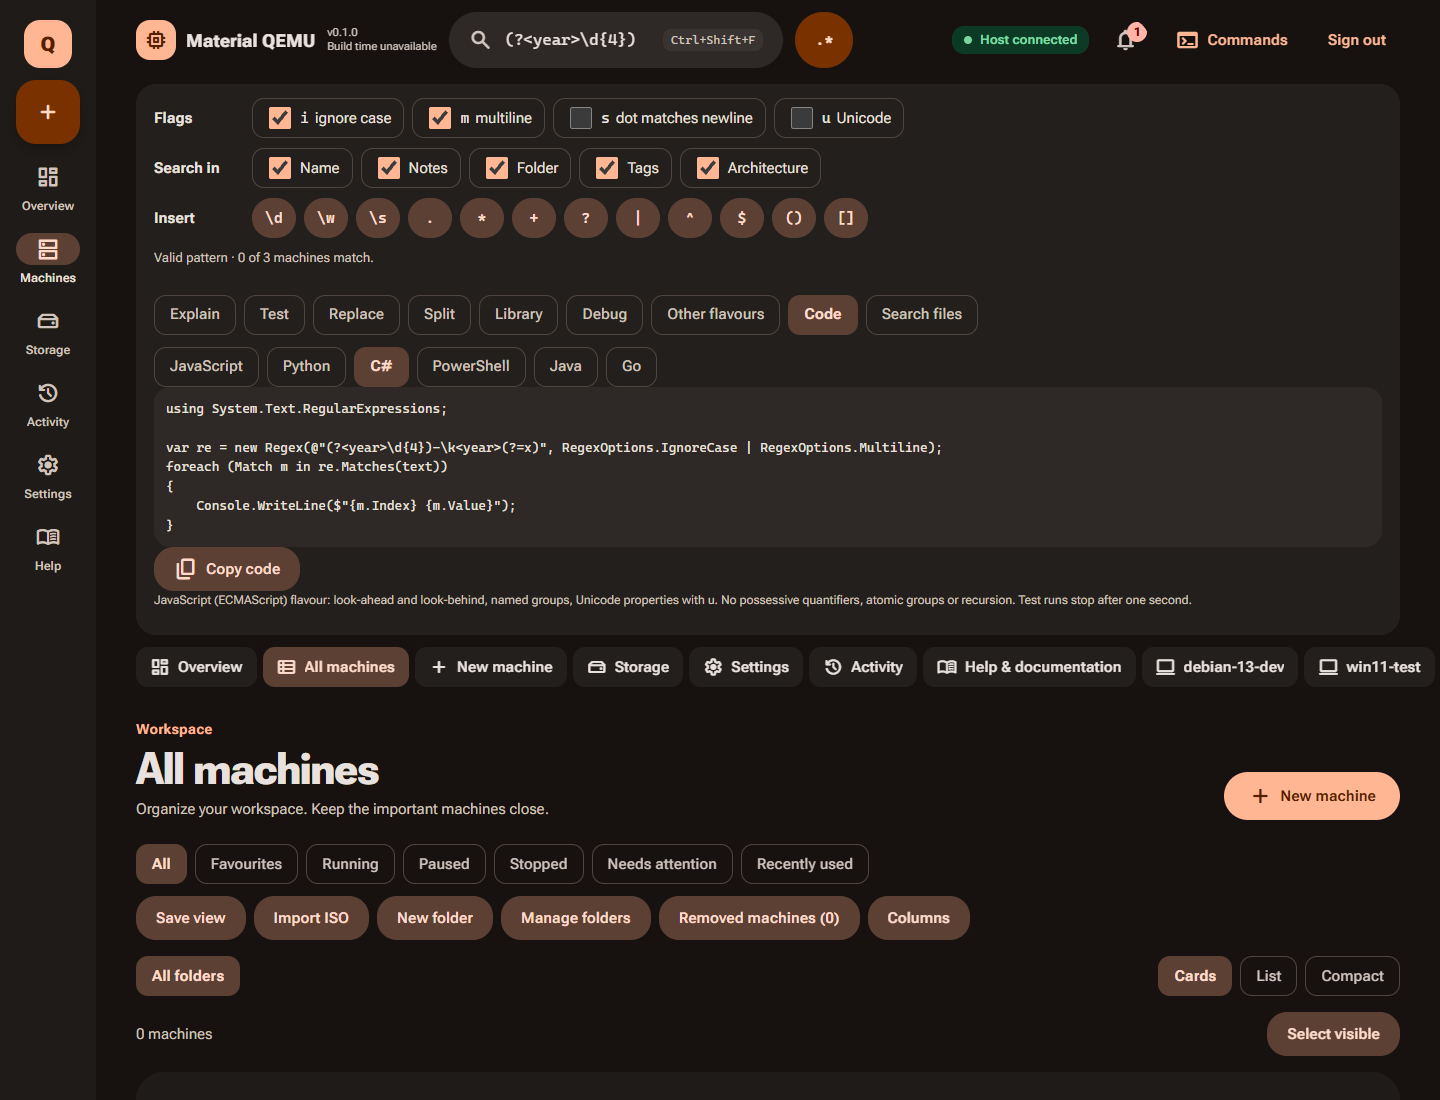 Q
Material QEMU
v0.1.0
Build time unavailable
(?<year>\d{4})
Ctrl+Shift+F
.*
Host connected
1
Commands
Sign out
+
Overview
Machines
Storage
Activity
Settings
Help
Flags
i ignore case
m multiline
s dot matches newline
u Unicode
Search in
Name
Notes
Folder
Tags
Architecture
Insert
\d
\w
\s
.
*
+
?
|
^
$
()
[]
Valid pattern · 0 of 3 machines match.
Explain
Test
Replace
Split
Library
Debug
Other flavours
Code
Search files
JavaScript
Python
C#
PowerShell
Java
Go
using System.Text.RegularExpressions;
var re = new Regex(@"(?<year>\d{4})-\k<year>(?=x)", RegexOptions.IgnoreCase | RegexOptions.Multiline);
foreach (Match m in re.Matches(text))
{
    Console.WriteLine($"{m.Index} {m.Value}");
}
Copy code
JavaScript (ECMAScript) flavour: look-ahead and look-behind, named groups, Unicode properties with u. No possessive quantifiers, atomic groups or recursion. Test runs stop after one second.
Overview
All machines
+ New machine
Storage
Settings
Activity
Help & documentation
debian-13-dev
win11-test
Workspace
All machines
Organize your workspace. Keep the important machines close.
+ New machine
All
Favourites
Running
Paused
Stopped
Needs attention
Recently used
Save view
Import ISO
New folder
Manage folders
Removed machines (0)
Columns
All folders
Cards
List
Compact
0 machines
Select visible